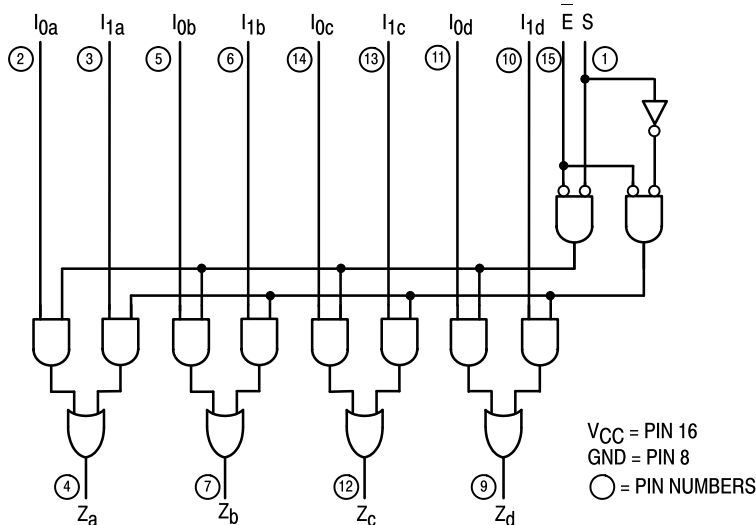 I0a I1a I0b I1b I0c I1c I0d I1d E̅ S
2 3 5 6 14 13 11 10 15 1
4 7 12 9
Za Zb Zc Zd
VCC = PIN 16
GND = PIN 8
= PIN NUMBERS